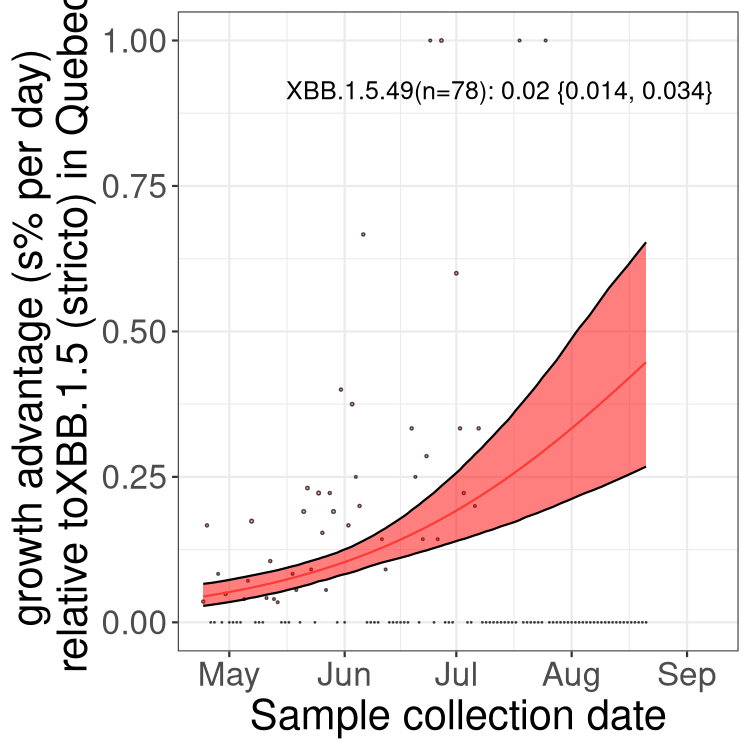 growth advantage (s% per day)
relative toXBB.1.5 (stricto) in Quebec
1.00
0.75
0.50
0.25
0.00
XBB.1.5.49(n=78): 0.02 {0.014, 0.034}
May Jun Jul Aug Sep
Sample collection date